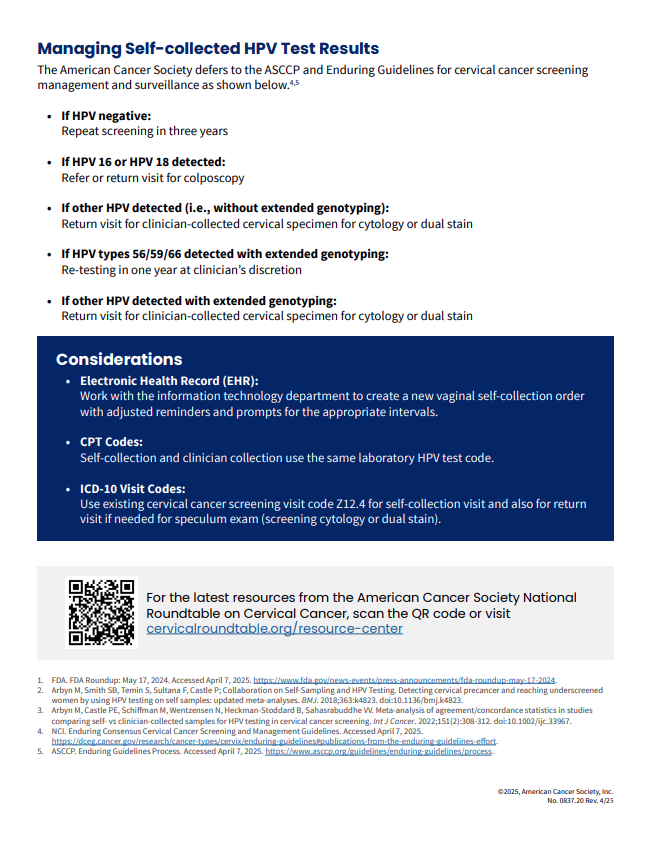 Managing Self-collected HPV Test Results
The American Cancer Society defers to the ASCCP and Enduring Guidelines for cervical cancer screening
management and surveillance as shown below.4,5
• If HPV negative:
Repeat screening in three years
• If HPV 16 or HPV 18 detected:
Refer or return visit for colposcopy
• If other HPV detected (i.e., without extended genotyping):
Return visit for clinician-collected cervical specimen for cytology or dual stain
• If HPV types 56/59/66 detected with extended genotyping:
Re-testing in one year at clinician's discretion
• If other HPV detected with extended genotyping:
Return visit for clinician-collected cervical specimen for cytology or dual stain
Considerations
• Electronic Health Record (EHR):
Work with the information technology department to create a new vaginal self-collection order
with adjusted reminders and prompts for the appropriate intervals.
• CPT Codes:
Self-collection and clinician collection use the same laboratory HPV test code.
• ICD-10 Visit Codes:
Use existing cervical cancer screening visit code Z12.4 for self-collection visit and also for return
visit if needed for speculum exam (screening cytology or dual stain).
For the latest resources from the American Cancer Society National
Roundtable on Cervical Cancer, scan the QR code or visit
cervicalroundtable.org/resource-center
1. FDA. FDA Roundup: May 17, 2024. Accessed April 7, 2025. https://www.fda.gov/news-events/press-announcements/fda-roundup-may-17-2024.
2. Arbyn M, Smith SB, Temin S, Sultana F, Castle P; Collaboration on Self-Sampling and HPV Testing. Detecting cervical precancer and reaching underscreened
women by using HPV testing on self samples: updated meta-analyses. BMJ. 2018;363:k4823. doi:10.1136/bmj.k4823.
3. Arbyn M, Castle PE, Schiffman M, Wentzensen N, Heckman-Stoddard B, Sahasrabuddhe VV. Meta-analysis of agreement/concordance statistics in studies
comparing self- vs clinician-collected samples for HPV testing in cervical cancer screening. Int J Cancer. 2022;151(2):308-312. doi:10.1002/ijc.33967.
4. NCI. Enduring Consensus Cervical Cancer Screening and Management Guidelines. Accessed April 7, 2025.
https://dceg.cancer.gov/research/cancer-types/cervix/enduring-guidelines#publications-from-the-enduring-guidelines-effort.
5. ASCCP. Enduring Guidelines Process. Accessed April 7, 2025. https://www.asccp.org/guidelines/enduring-guidelines/process.
©2025, American Cancer Society, Inc.
No. 0837.20 Rev. 4/25